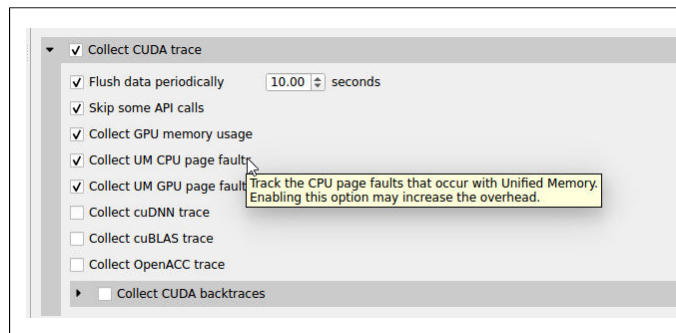 Collect CUDA trace
Flush data periodically 10.00 seconds
Skip some API calls
Collect GPU memory usage
Collect UM CPU page faults
Collect UM GPU page fault
Track the CPU page faults that occur with Unified Memory.
Enabling this option may increase the overhead.
Collect cuDNN trace
Collect cuBLAS trace
Collect OpenACC trace
Collect CUDA backtraces